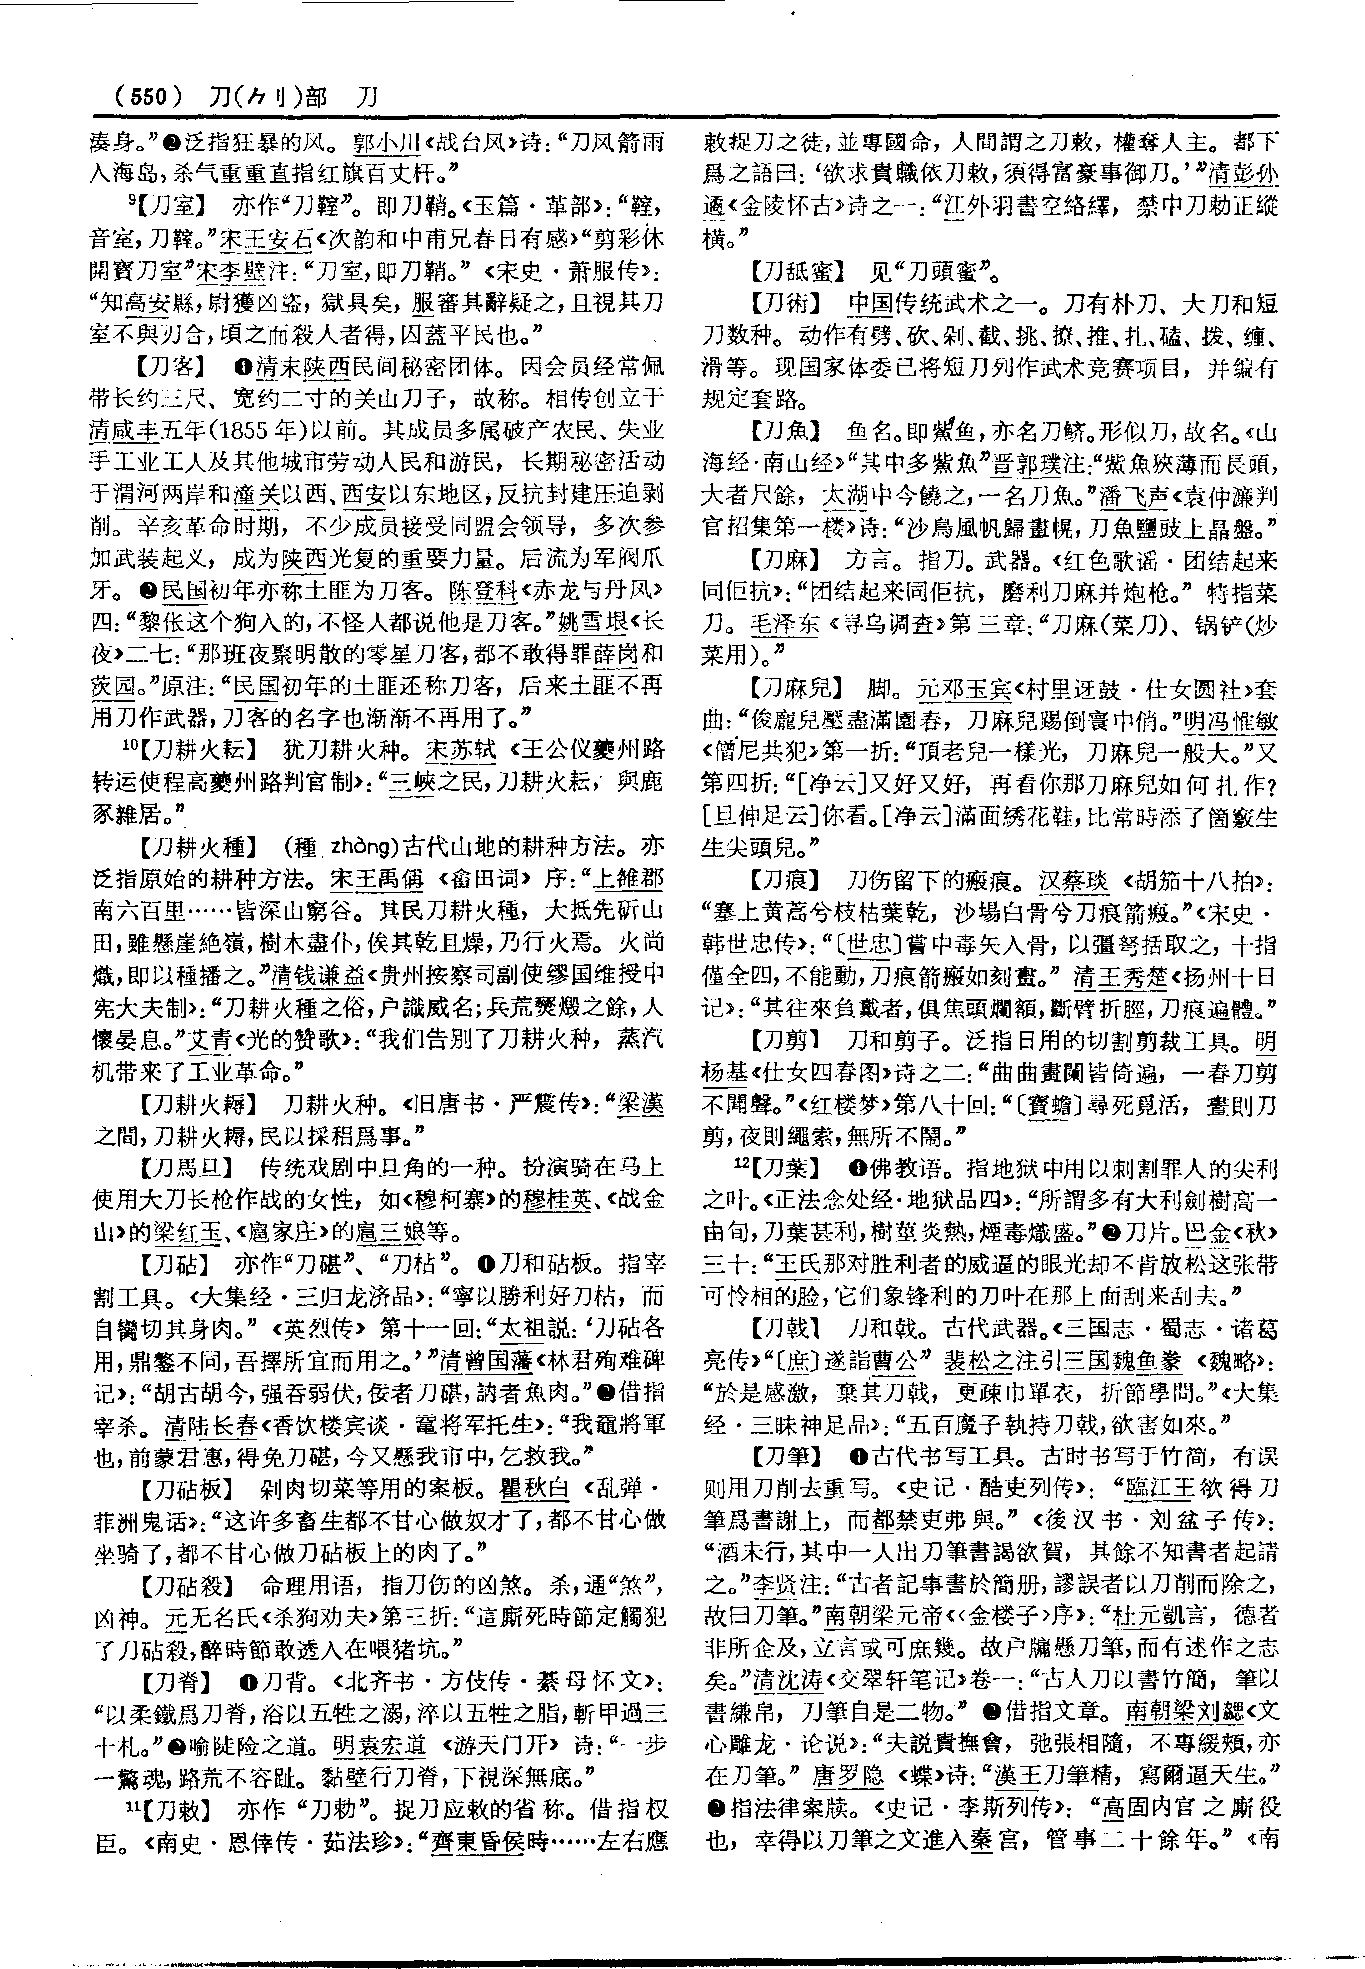 (550) 刀(⺈刂)部 刀
湊身。”❷泛指狂暴的风。郭小川《战台风》诗:“刀风箭雨
入海岛,杀气重重直指红旗百丈杆。”
⁹【刀室】 亦作“刀鞚”。即刀鞘。《玉篇·革部》:“鞚,
音室,刀鞚。”宋王安石《次韵和中甫兄春日有感》“剪彩休
開寳刀室”宋李壁注:“刀室,即刀鞘。”《宋史·萧服传》:
“知高安縣,尉獲凶盗,獄具矣,服審其辭疑之,且視其刀
室不與刃合,頃之而殺人者得,囚蓋平民也。”
【刀客】 ❶清末陕西民间秘密团体。因会员经常佩
带长约三尺、宽约二寸的关山刀子,故称。相传创立于
清咸丰五年(1855年)以前。其成员多属破产农民、失业
手工业工人及其他城市劳动人民和游民,长期秘密活动
于渭河两岸和潼关以西、西安以东地区,反抗封建压迫剥
削。辛亥革命时期,不少成员接受同盟会领导,多次参
加武装起义,成为陕西光复的重要力量。后流为军阀爪
牙。❷民国初年亦称土匪为刀客。陈登科《赤龙与丹凤》
四:“黎伥这个狗入的,不怪人都说他是刀客。”姚雪垠《长
夜》二七:“那班夜聚明散的零星刀客,都不敢得罪薛岗和
茨园。”原注:“民国初年的土匪还称刀客,后来土匪不再
用刀作武器,刀客的名字也渐渐不再用了。”
¹⁰【刀耕火耘】 犹刀耕火种。宋苏轼《王公仪夔州路
转运使程高夔州路判官制》:“三峽之民,刀耕火耘,與鹿
豕雜居。”
【刀耕火種】 (種 zhòng)古代山地的耕种方法。亦
泛指原始的耕种方法。宋王禹偁《畬田词》序:“上雒郡
南六百里……皆深山窮谷。其民刀耕火種,大抵先斫山
田,雖懸崖絶嶺,樹木盡仆,俟其乾且燥,乃行火焉。火尚
熾,即以種播之。”清钱谦益《贵州按察司副使缪国维授中
宪大夫制》:“刀耕火種之俗,户識威名;兵荒燹燬之餘,人
懷晏息。”艾青《光的赞歌》:“我们告别了刀耕火种,蒸汽
机带来了工业革命。”
【刀耕火耨】 刀耕火种。《旧唐书·严震传》:“梁漢
之間,刀耕火耨,民以採稆爲事。”
【刀馬旦】 传统戏剧中旦角的一种。扮演骑在马上
使用大刀长枪作战的女性,如《穆柯寨》的穆桂英、《战金
山》的梁红玉、《扈家庄》的扈三娘等。
【刀砧】 亦作“刀碪”、“刀枯”。❶刀和砧板。指宰
割工具。《大集经·三归龙济品》:“寧以勝利好刀枯,而
自臠切其身肉。”《英烈传》第十一回:“太祖説:‘刀砧各
用,鼎鑊不同,吾擇所宜而用之。’”清曾国藩《林君殉难碑
记》:“胡古胡今,强吞弱伏,佞者刀碪,訥者魚肉。”❷借指
宰杀。清陆长春《香饮楼宾谈·鼋将军托生》:“我黿將軍
也,前蒙君惠,得免刀碪,今又懸我市中,乞救我。”
【刀砧板】 剁肉切菜等用的案板。瞿秋白《乱弹·
菲洲鬼话》:“这许多畜生都不甘心做奴才了,都不甘心做
坐骑了,都不甘心做刀砧板上的肉了。”
【刀砧殺】 命理用语,指刀伤的凶煞。杀,通“煞”,
凶神。元无名氏《杀狗劝夫》第三折:“這厮死時節定觸犯
了刀砧殺,醉時節敢透入在喂猪坑。”
【刀脊】 ❶刀背。《北齐书·方伎传·綦母怀文》:
“以柔鐵爲刀脊,浴以五牲之溺,淬以五牲之脂,斬甲過三
十札。”❷喻陡险之道。明袁宏道《游天门开》诗:“一步
一驚魂,路荒不容趾。黏壁行刀脊,下視深無底。”
¹¹【刀敕】 亦作“刀勅”。捉刀应敕的省称。借指权
臣。《南史·恩倖传·茹法珍》:“齊東昏侯時……左右應
敕捉刀之徒,並專國命,人間謂之刀敕,權奪人主。都下
爲之語曰:‘欲求貴職依刀敕,須得富豪事御刀。’”清彭孙
遹《金陵怀古》诗之一:“江外羽書空絡繹,禁中刀勅正縱
横。”
【刀舐蜜】 见“刀頭蜜”。
【刀術】 中国传统武术之一。刀有朴刀、大刀和短
刀数种。动作有劈、砍、剁、截、挑、撩、推、扎、磕、拨、缠、
滑等。现国家体委已将短刀列作武术竞赛项目,并编有
规定套路。
【刀魚】 鱼名。即鮆鱼,亦名刀鲚。形似刀,故名。《山
海经·南山经》“其中多鮆魚”晋郭璞注:“鮆魚狹薄而長頭,
大者尺餘,太湖中今饒之,一名刀魚。”潘飞声《袁仲濂判
官招集第一楼》诗:“沙鳥風帆歸畫幌,刀魚鹽豉上晶盤。”
【刀麻】 方言。指刀。武器。《红色歌谣·团结起来
同佢抗》:“团结起来同佢抗,磨利刀麻并炮枪。”特指菜
刀。毛泽东《寻乌调查》第三章:“刀麻(菜刀)、锅铲(炒
菜用)。”
【刀麻兒】 脚。元邓玉宾《村里迓鼓·仕女圆社》套
曲:“俊龐兒壓盡滿園春,刀麻兒踢倒寰中俏。”明冯惟敏
《僧尼共犯》第一折:“頂老兒一樣光,刀麻兒一般大。”又
第四折:“[净云]又好又好,再看你那刀麻兒如何扎作?
[旦伸足云]你看。[净云]滿面绣花鞋,比常時添了箇竅生
生尖頭兒。”
【刀痕】 刀伤留下的瘢痕。汉蔡琰《胡笳十八拍》:
“塞上黄蒿兮枝枯葉乾,沙場白骨兮刀痕箭瘢。”《宋史·
韩世忠传》:“〔世忠〕嘗中毒矢入骨,以彊弩括取之,十指
僅全四,不能動,刀痕箭瘢如刻畫。”清王秀楚《扬州十日
记》:“其往來負戴者,俱焦頭爛額,斷臂折脛,刀痕遍體。”
【刀剪】 刀和剪子。泛指日用的切割剪裁工具。明
杨基《仕女四春图》诗之二:“曲曲畫闌皆倚遍,一春刀剪
不聞聲。”《红楼梦》第八十回:“〔寶蟾〕尋死覓活,晝則刀
剪,夜則繩索,無所不鬧。”
¹²【刀葉】 ❶佛教语。指地狱中用以刺割罪人的尖利
之叶。《正法念处经·地狱品四》:“所謂多有大利劍樹高一
由旬,刀葉甚利,樹莖炎熱,煙毒熾盛。”❷刀片。巴金《秋》
三十:“王氏那对胜利者的威逼的眼光却不肯放松这张带
可怜相的脸,它们象锋利的刀叶在那上面刮来刮去。”
【刀戟】 刀和戟。古代武器。《三国志·蜀志·诸葛
亮传》“〔庶〕遂詣曹公”裴松之注引三国魏鱼豢《魏略》:
“於是感激,棄其刀戟,更疎巾單衣,折節學問。”《大集
经·三昧神足品》:“五百魔子執持刀戟,欲害如來。”
【刀筆】 ❶古代书写工具。古时书写于竹简,有误
则用刀削去重写。《史记·酷吏列传》:“臨江王欲得刀
筆爲書謝上,而都禁吏弗與。”《後汉书·刘盆子传》:
“酒未行,其中一人出刀筆書謁欲賀,其餘不知書者起請
之。”李贤注:“古者記事書於簡册,謬誤者以刀削而除之,
故曰刀筆。”南朝梁元帝《〈金楼子〉序》:“杜元凱言,德者
非所企及,立言或可庶幾。故户牖懸刀筆,而有述作之志
矣。”清沈涛《交翠轩笔记》卷一:“古人刀以書竹簡,筆以
書縑帛,刀筆自是二物。”❷借指文章。南朝梁刘勰《文
心雕龙·论说》:“夫説貴撫會,弛張相隨,不專緩頰,亦
在刀筆。”唐罗隐《蝶》诗:“漢王刀筆精,寫爾逼天生。”
❸指法律案牍。《史记·李斯列传》:“高固内官之廝役
也,幸得以刀筆之文進入秦宫,管事二十餘年。”《南